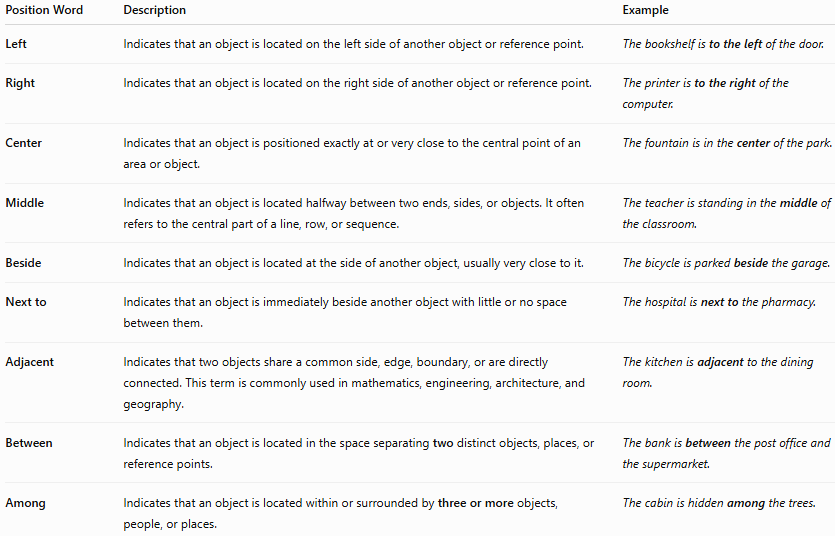 Position Word Description Example
Left Indicates that an object is located on the left side of another object or reference point. The bookshelf is to the left of the door.
Right Indicates that an object is located on the right side of another object or reference point. The printer is to the right of the
computer.
Center Indicates that an object is positioned exactly at or very close to the central point of an The fountain is in the center of the park.
area or object.
Middle Indicates that an object is located halfway between two ends, sides, or objects. It often The teacher is standing in the middle of
refers to the central part of a line, row, or sequence. the classroom.
Beside Indicates that an object is located at the side of another object, usually very close to it. The bicycle is parked beside the garage.
Next to Indicates that an object is immediately beside another object with little or no space The hospital is next to the pharmacy.
between them.
Adjacent Indicates that two objects share a common side, edge, boundary, or are directly The kitchen is adjacent to the dining
connected. This term is commonly used in mathematics, engineering, architecture, and room.
geography.
Between Indicates that an object is located in the space separating two distinct objects, places, or The bank is between the post office and
reference points. the supermarket.
Among Indicates that an object is located within or surrounded by three or more objects, The cabin is hidden among the trees.
people, or places.